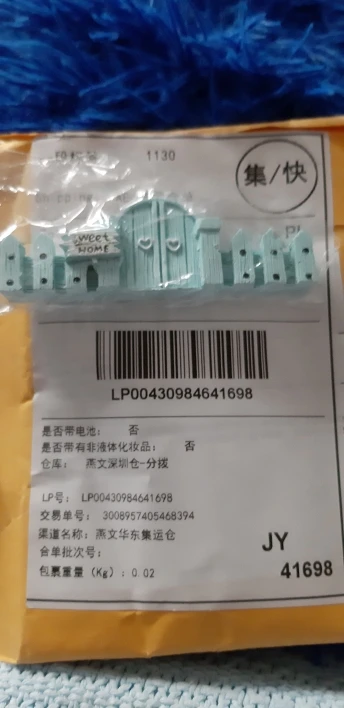 1130
集/快
SWEET
HOME
LP00430984641698
是否带电池: 否
是否带有非液体化妆品: 否
仓库: 燕文深圳仓-分拨
LP号: LP00430984641698
交易单号: 3008957405468394
渠道名称: 燕文华东集运仓
合单批次号:
包裹重量 (Kg): 0.02
JY
41698